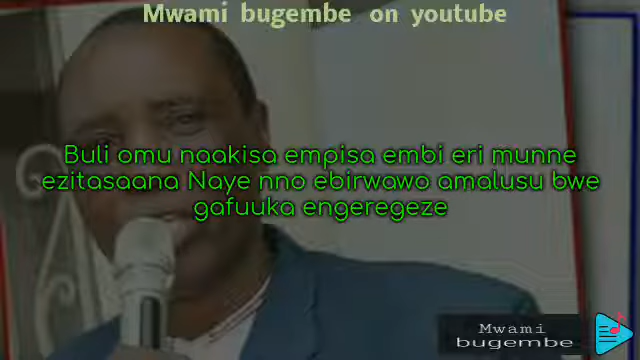 Mwami bugembe on youtube
Buli omu naakisa empisa embi eri munne
ezitasaana Naye nno ebirwawo amalusu bwe
gafuuka engeregeze
Mwami
bugembe